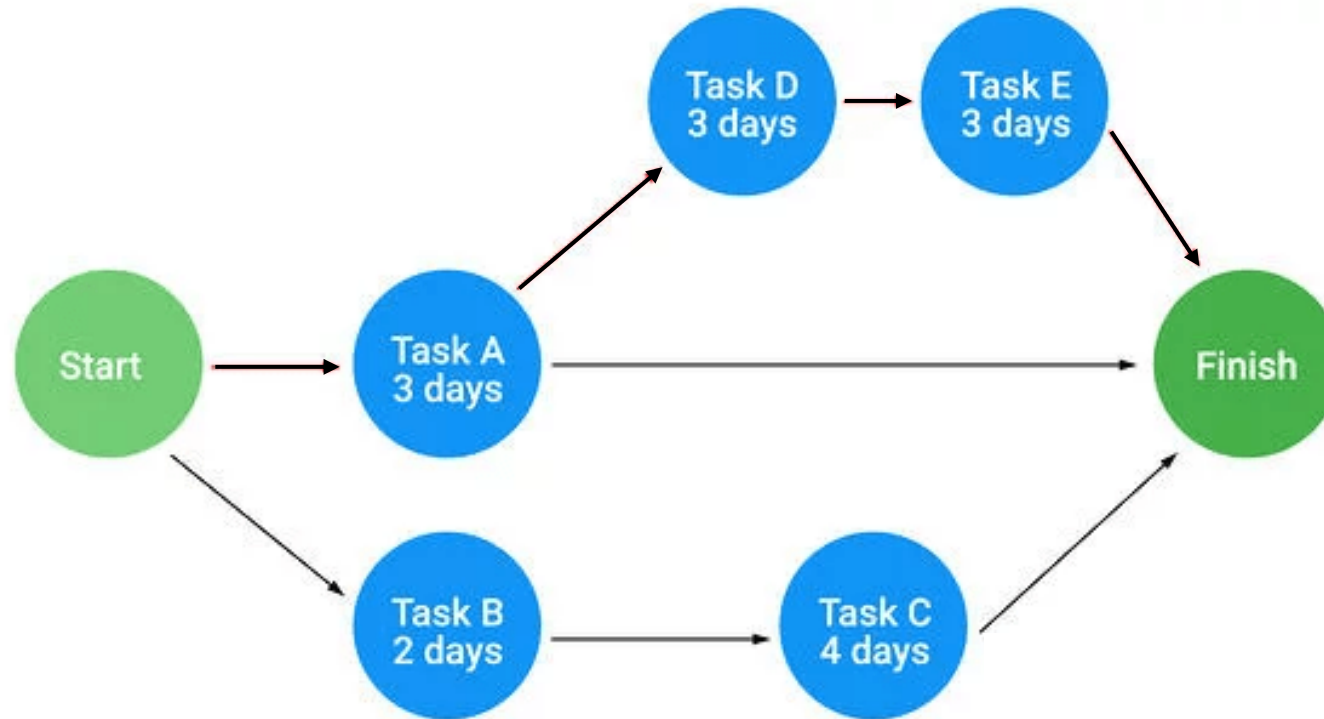 Task D
3 days
Task E
3 days
Start
Task A
3 days
Finish
Task B
2 days
Task C
4 days